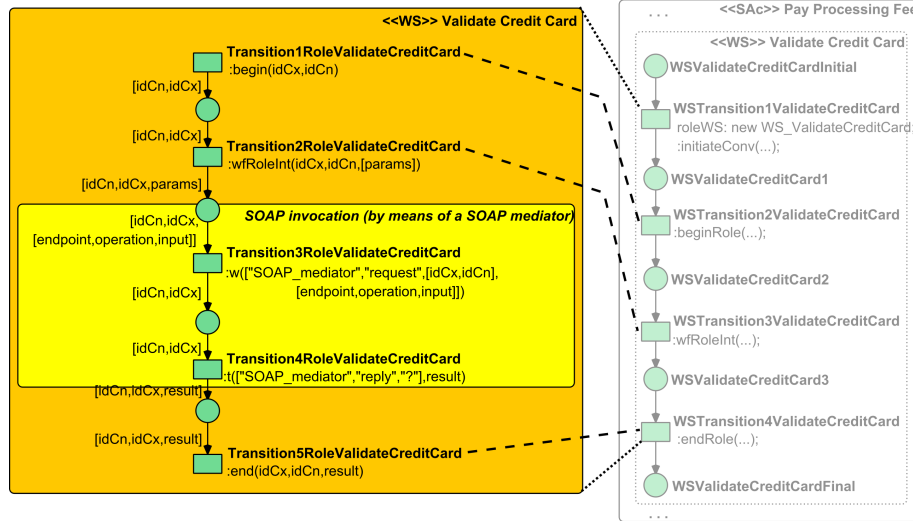 <<WS>> Validate Credit Card
Transition1RoleValidateCreditCard
:begin(idCx,idCn)
[idCn,idCx]
[idCn,idCx]
Transition2RoleValidateCreditCard
:wfRoleInt(idCx,idCn,[params])
[idCn,idCx,params]
SOAP invocation (by means of a SOAP mediator)
[idCn,idCx,
[endpoint,operation,input]]
Transition3RoleValidateCreditCard
:w(["SOAP_mediator","request",[idCx,idCn],
[endpoint,operation,input]])
[idCn,idCx]
[idCn,idCx]
Transition4RoleValidateCreditCard
:t(["SOAP_mediator","reply","?"],result)
[idCn,idCx,result]
[idCn,idCx,result]
Transition5RoleValidateCreditCard
:end(idCx,idCn,result)
. . .
<<SAc>> Pay Processing Fee
<<WS>> Validate Credit Card
WSValidateCreditCardInitial
WSTransition1ValidateCreditCard
roleWS: new WS_ValidateCreditCard;
:initiateConv(...);
WSValidateCreditCard1
WSTransition2ValidateCreditCard
:beginRole(...);
WSValidateCreditCard2
WSTransition3ValidateCreditCard
:wfRoleInt(...);
WSValidateCreditCard3
WSTransition4ValidateCreditCard
:endRole(...);
WSValidateCreditCardFinal
. . .